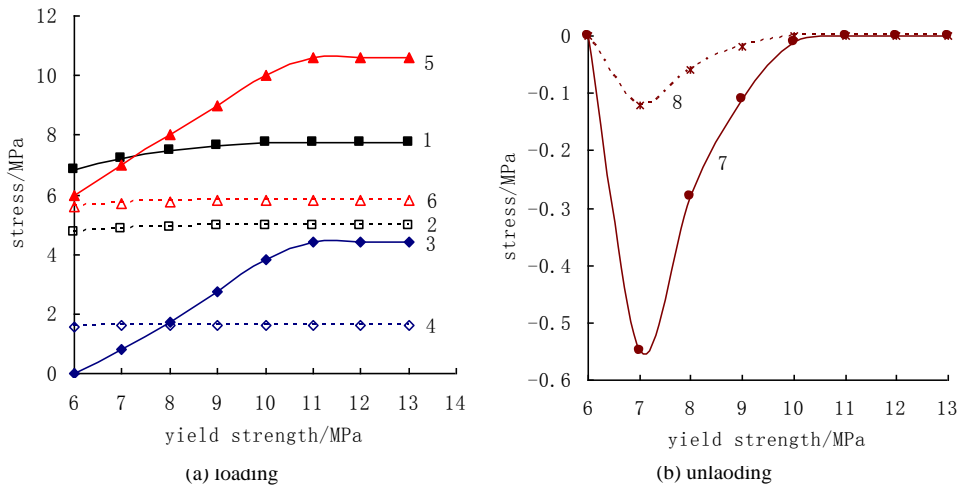 12
10
8
6
4
2
0
stress/MPa
5
1
6
2
3
4
6 7 8 9 10 11 12 13 14
yield strength/MPa
(a) loading
0
-0.1
-0.2
-0.3
-0.4
-0.5
-0.6
stress/MPa
8
7
6 7 8 9 10 11 12 13
yield strength/MPa
(b) unlaoding